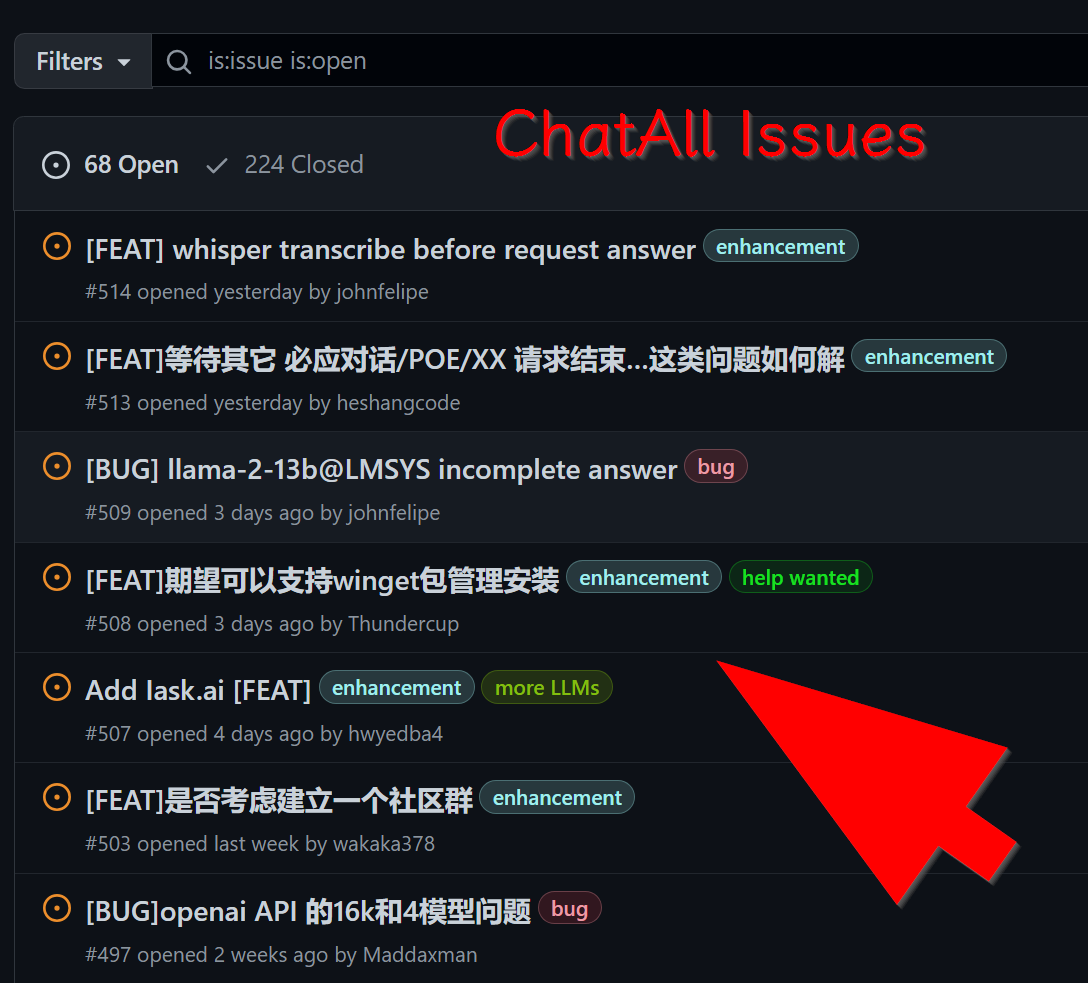 Filters is:issue is:open
ChatAll Issues
68 Open 224 Closed
[FEAT] whisper transcribe before request answer enhancement
#514 opened yesterday by johnfelipe
[FEAT]等待其它 必应对话/POE/XX 请求结束...这类问题如何解 enhancement
#513 opened yesterday by heshangcode
[BUG] llama-2-13b@LMSYS incomplete answer bug
#509 opened 3 days ago by johnfelipe
[FEAT]期望可以支持winget包管理安装 enhancement help wanted
#508 opened 3 days ago by Thundercup
Add Iask.ai [FEAT] enhancement more LLMs
#507 opened 4 days ago by hwyedba4
[FEAT]是否考虑建立一个社区群 enhancement
#503 opened last week by wakaka378
[BUG]openai API 的16k和4模型问题 bug
#497 opened 2 weeks ago by Maddaxman